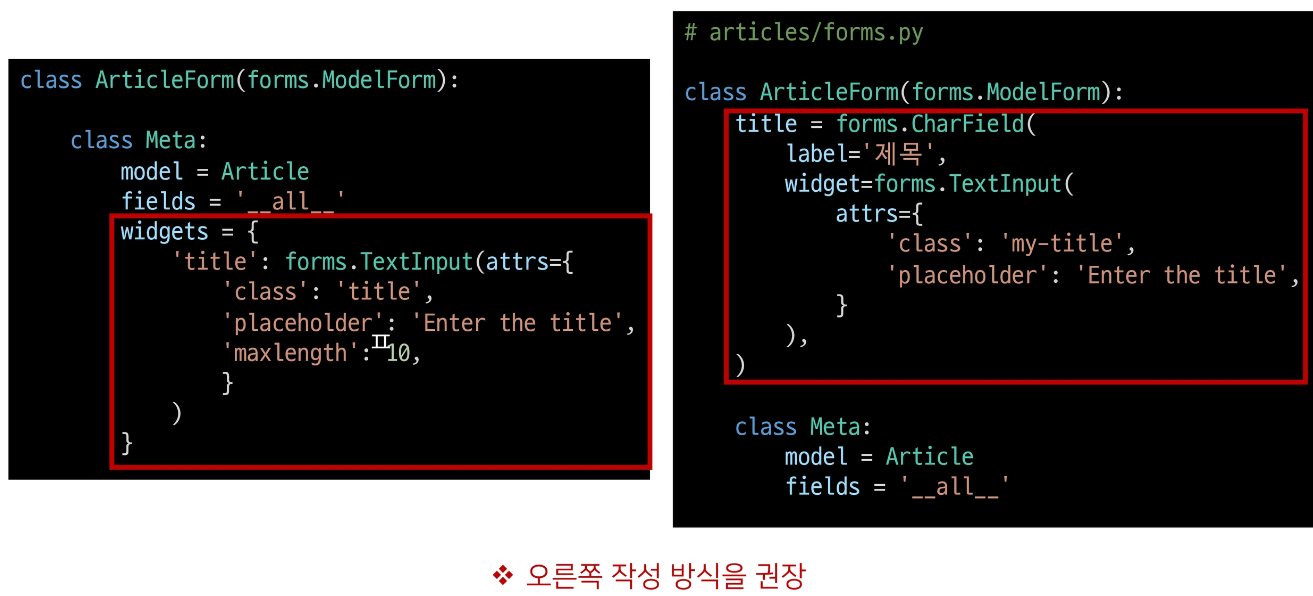 class ArticleForm(forms.ModelForm):
class Meta:
model = Article
fields = '__all__'
widgets = {
'title': forms.TextInput(attrs={
'class': 'title',
'placeholder': 'Enter the title',
'maxlength': 10,
}
)
}
# articles/forms.py
class ArticleForm(forms.ModelForm):
title = forms.CharField(
label='제목',
widget=forms.TextInput(
attrs={
'class': 'my-title',
'placeholder': 'Enter the title',
}
),
)
class Meta:
model = Article
fields = '__all__'
❖ 오른쪽 작성 방식을 권장